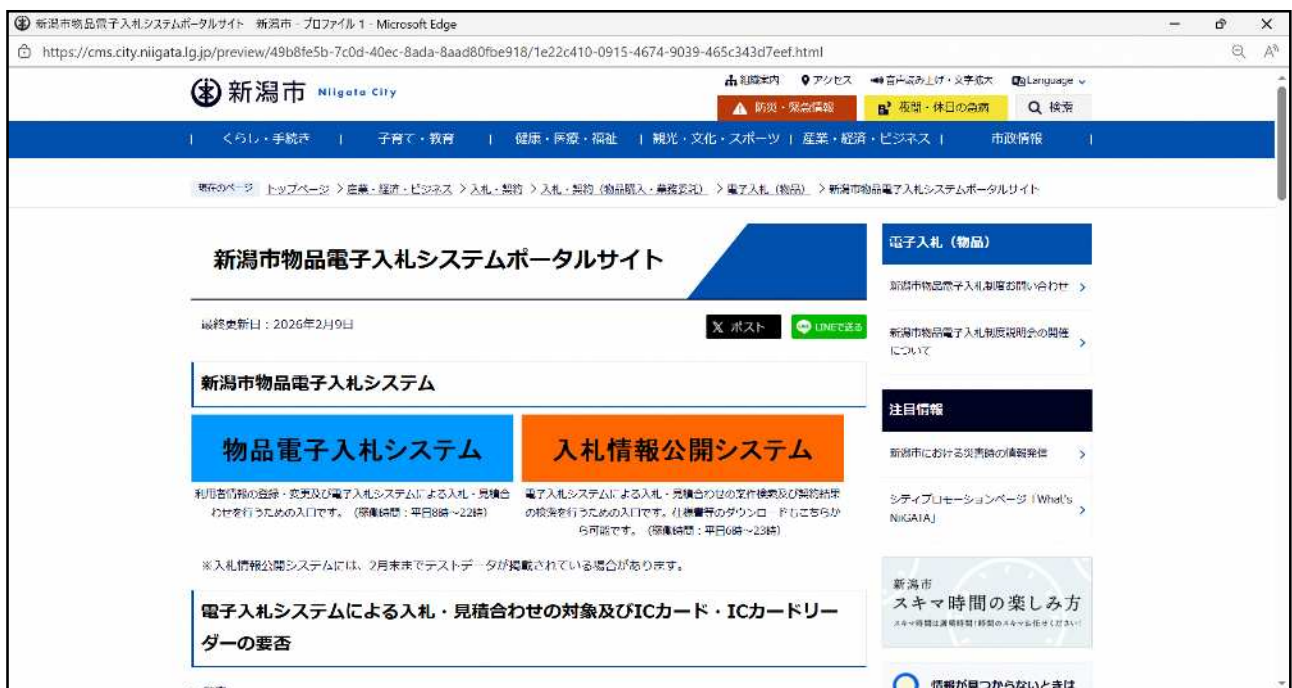 新潟市物品電子入札システムポータルサイト 新潟市 - プロファイル 1 - Microsoft Edge
https://cms.city.niigata.lg.jp/preview/49b8fe5b-7c0d-40ec-8ada-8aad80fbe918/1e22c410-0915-4674-9039-465c343d7eef.html
新潟市 Niigata City
組織案内 アクセス 音声読み上げ・文字拡大 Language
防災・緊急情報 夜間・休日の急病 検索
くらし・手続き | 子育て・教育 | 健康・医療・福祉 | 観光・文化・スポーツ | 産業・経済・ビジネス | 市政情報
現在のページ トップページ > 産業・経済・ビジネス > 入札・契約 > 入札・契約（物品購入・業務委託） > 電子入札（物品） > 新潟市物品電子入札システムポータルサイト
新潟市物品電子入札システムポータルサイト
最終更新日：2026年2月9日
ポスト LINEで送る
新潟市物品電子入札システム
物品電子入札システム
利用者情報の登録・変更及び電子入札システムによる入札・見積合
わせを行うための入口です。（稼働時間：平日8時～22時）
入札情報公開システム
電子入札システムによる入札・見積合わせの案件検索及び契約結果
の検索を行うための入口です。仕様書等のダウンロードもこちらか
ら可能です。（稼働時間：平日6時～23時）
※入札情報公開システムには、2月末までテストデータが掲載されている場合があります。
電子入札システムによる入札・見積合わせの対象及びICカード・ICカードリー
ダーの要否
電子入札（物品）
新潟市物品電子入札制度お問い合わせ
新潟市物品電子入札制度説明会の開催
について
注目情報
新潟市における災害時の情報発信
シティプロモーションページ「What's
NIIGATA」
新潟市
スキマ時間の楽しみ方
情報が見つからないときは